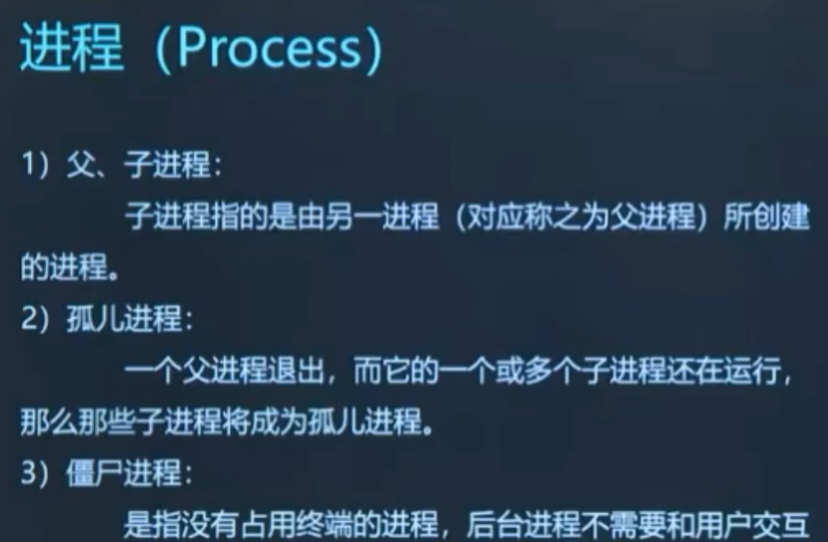 进程（Process）
1）父、子进程：
子进程指的是由另一进程（对应称之为父进程）所创建
的进程。
2）孤儿进程：
一个父进程退出，而它的一个或多个子进程还在运行，
那么那些子进程将成为孤儿进程。
3）僵尸进程：
是指没有占用终端的进程，后台进程不需要和用户交互